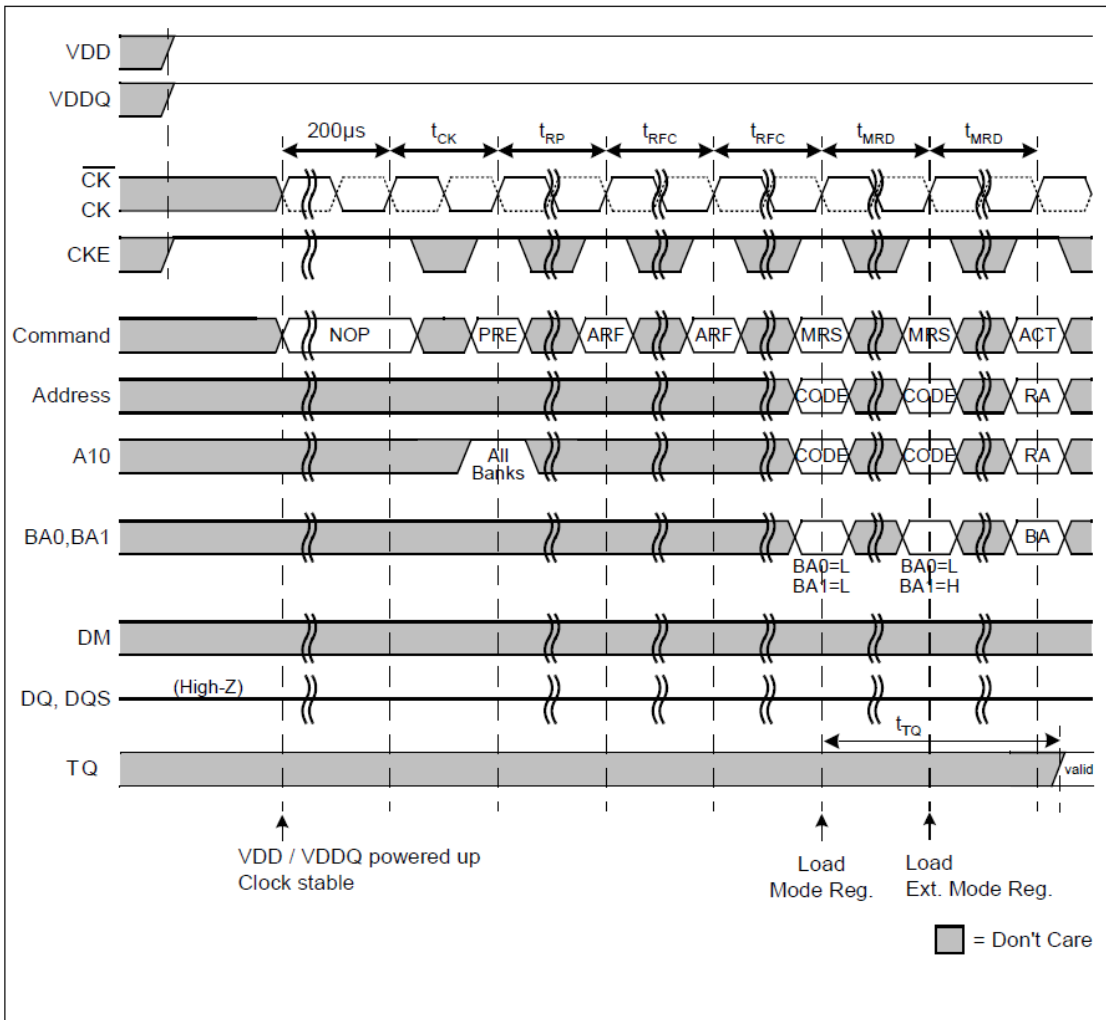 VDD
VDDQ
200µs tCK tRP tRFC tRFC tMRD tMRD
CK
CK
CKE
Command NOP PRE ARF ARF MRS MRS ACT
Address CODE CODE RA
A10 All Banks CODE CODE RA
BA0,BA1 BA
BA0=L BA0=L
BA1=L BA1=H
DM
DQ, DQS (High-Z)
tTQ
TQ valid
VDD / VDDQ powered up
Clock stable
Load
Mode Reg.
Load
Ext. Mode Reg.
= Don't Care